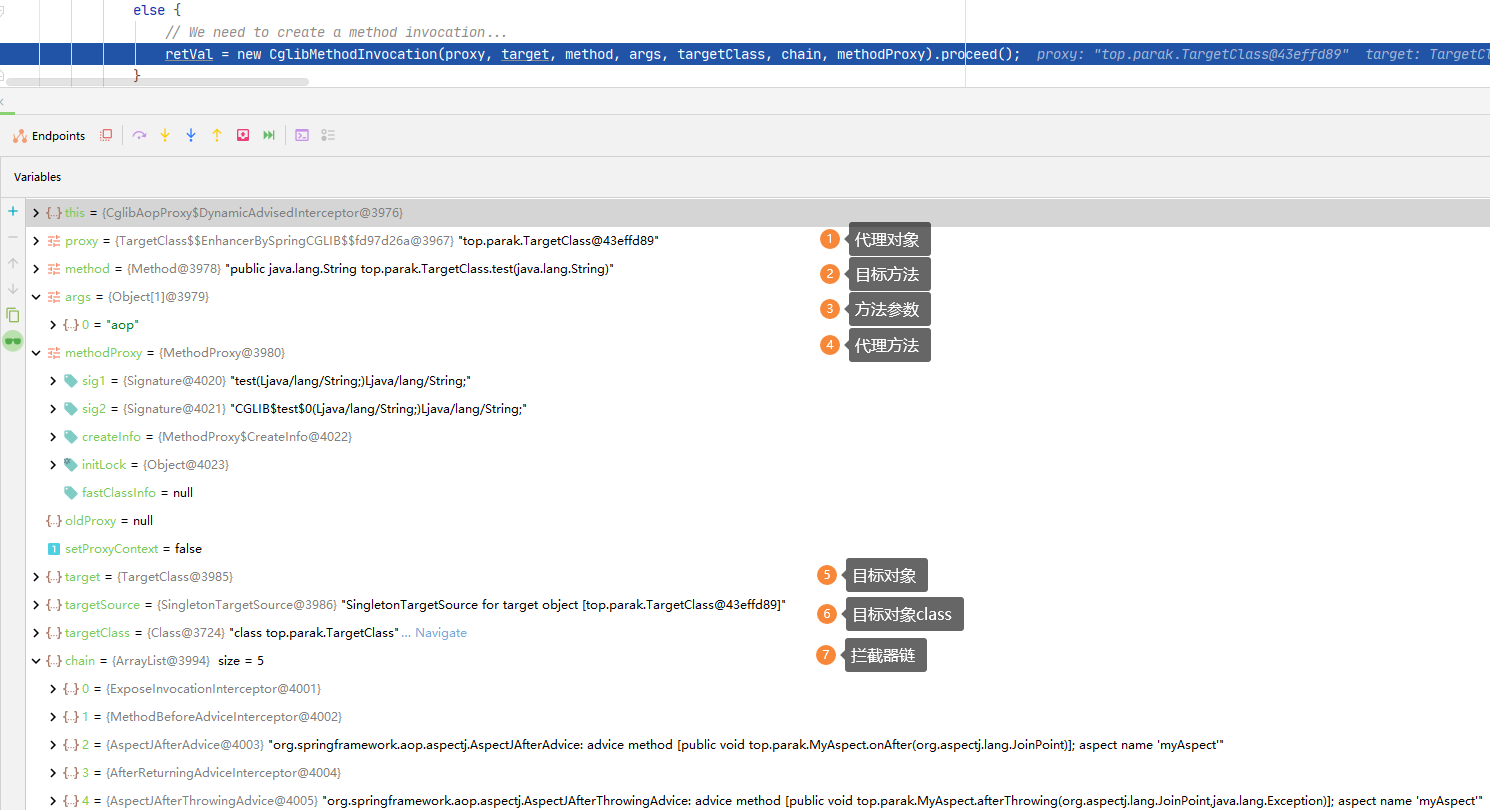 else {
// We need to create a method invocation...
retVal = new CglibMethodInvocation(proxy, target, method, args, targetClass, chain, methodProxy).proceed(); proxy: "top.parak.TargetClass@43effd89" target: TargetCl
}
Endpoints
Variables
this = {CglibAopProxy$DynamicAdvisedInterceptor@3976}
proxy = {TargetClass$$EnhancerBySpringCGLIB$$fd97d26a@3967} "top.parak.TargetClass@43effd89" 1 代理对象
method = {Method@3978} "public java.lang.String top.parak.TargetClass.test(java.lang.String)" 2 目标方法
args = {Object[1]@3979} 3 方法参数
0 = "aop"
methodProxy = {MethodProxy@3980} 4 代理方法
sig1 = {Signature@4020} "test(Ljava/lang/String;)Ljava/lang/String;"
sig2 = {Signature@4021} "CGLIB$test$0(Ljava/lang/String;)Ljava/lang/String;"
createInfo = {MethodProxy$CreateInfo@4022}
initLock = {Object@4023}
fastClassInfo = null
oldProxy = null
setProxyContext = false
target = {TargetClass@3985} 5 目标对象
targetSource = {SingletonTargetSource@3986} "SingletonTargetSource for target object [top.parak.TargetClass@43effd89]" 6 目标对象class
targetClass = {Class@3724} "class top.parak.TargetClass" ... Navigate
chain = {ArrayList@3994} size = 5 7 拦截器链
0 = {ExposeInvocationInterceptor@4001}
1 = {MethodBeforeAdviceInterceptor@4002}
2 = {AspectJAfterAdvice@4003} "org.springframework.aop.aspectj.AspectJAfterAdvice: advice method [public void top.parak.MyAspect.onAfter(org.aspectj.lang.JoinPoint)]; aspect name 'myAspect'"
3 = {AfterReturningAdviceInterceptor@4004}
4 = {AspectJAfterThrowingAdvice@4005} "org.springframework.aop.aspectj.AspectJAfterThrowingAdvice: advice method [public void top.parak.MyAspect.afterThrowing(org.aspectj.lang.JoinPoint,java.lang.Exception)]; aspect name 'myAspect'"